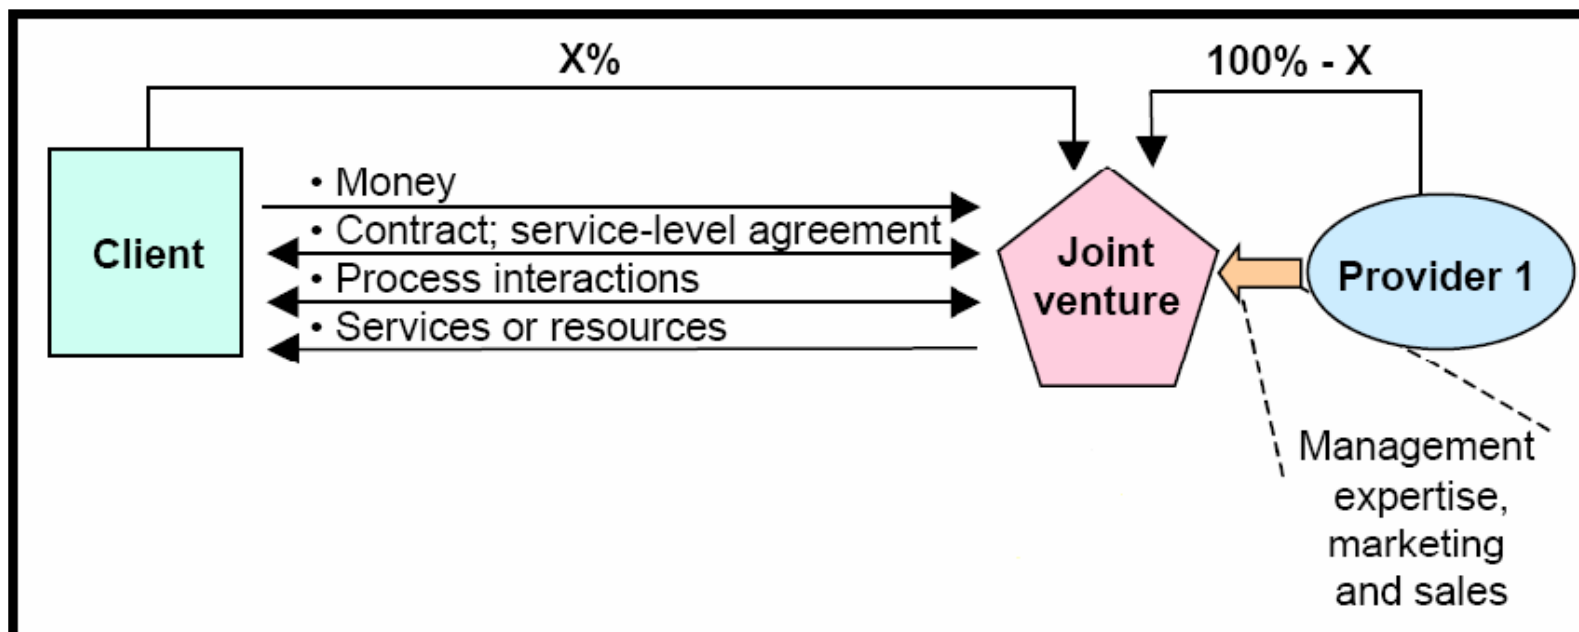 X%
100% - X
• Money
• Contract; service-level agreement
• Process interactions
• Services or resources
Client
Joint
venture
Provider 1
Management
expertise,
marketing
and sales